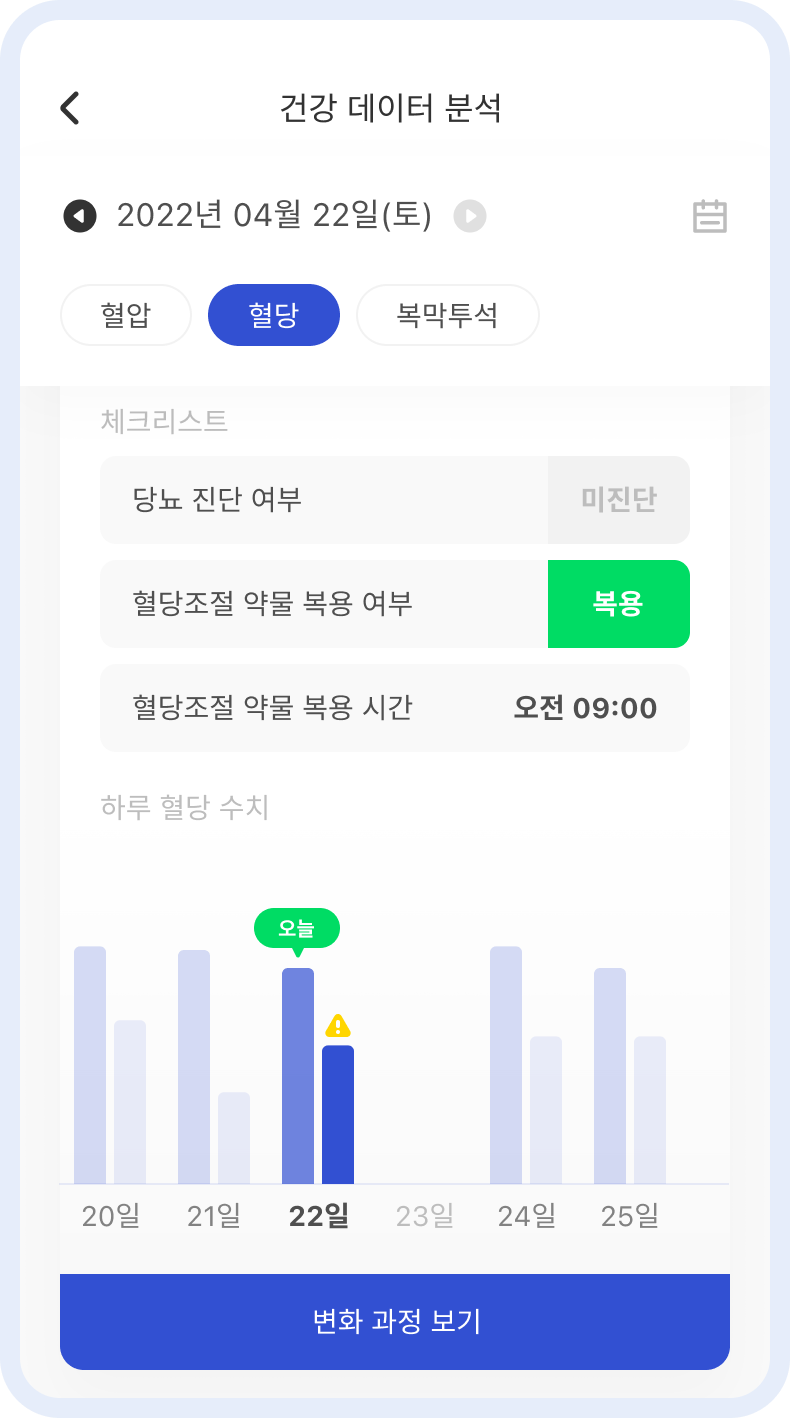 건강 데이터 분석
2022년 04월 22일(토)
혈압 혈당 복막투석
체크리스트
당뇨 진단 여부 미진단
혈당조절 약물 복용 여부 복용
혈당조절 약물 복용 시간 오전 09:00
하루 혈당 수치
오늘
20일 21일 22일 23일 24일 25일
변화 과정 보기